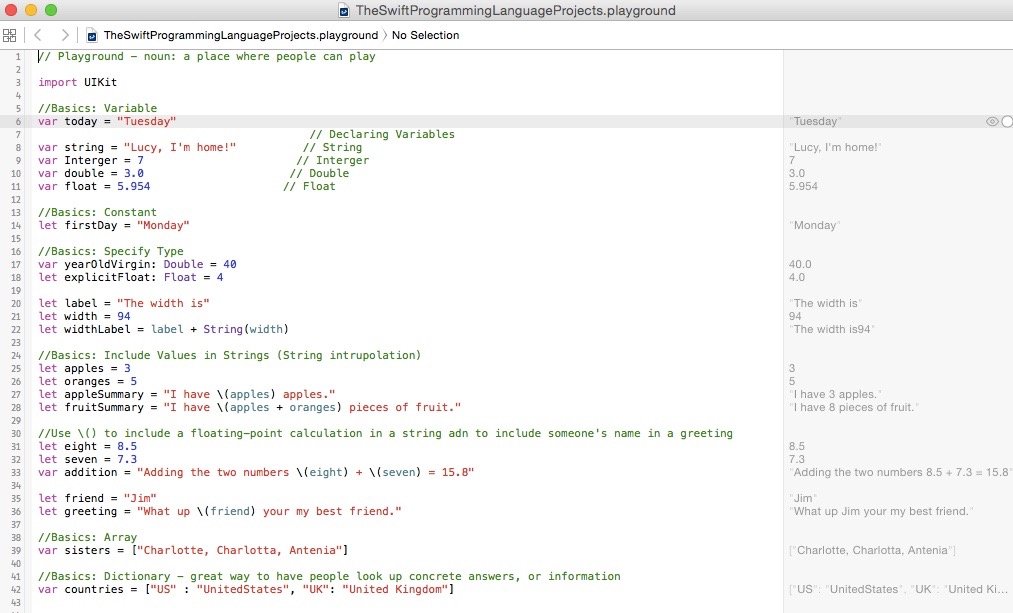 TheSwiftProgrammingLanguageProjects.playground
TheSwiftProgrammingLanguageProjects.playground 〉 No Selection
1 // Playground - noun: a place where people can play
2
3 import UIKit
4
5 //Basics: Variable
6 var today = "Tuesday" "Tuesday"
7 // Declaring Variables
8 var string = "Lucy, I'm home!" // String "Lucy, I'm home!"
9 var Interger = 7 // Interger 7
10 var double = 3.0 // Double 3.0
11 var float = 5.954 // Float 5.954
12
13 //Basics: Constant
14 let firstDay = "Monday" "Monday"
15
16 //Basics: Specify Type
17 var yearOldVirgin: Double = 40 40.0
18 let explicitFloat: Float = 4 4.0
19
20 let label = "The width is" "The width is"
21 let width = 94 94
22 let widthLabel = label + String(width) "The width is94"
23
24 //Basics: Include Values in Strings (String intrupolation)
25 let apples = 3 3
26 let oranges = 5 5
27 let appleSummary = "I have \(apples) apples." "I have 3 apples."
28 let fruitSummary = "I have \(apples + oranges) pieces of fruit." "I have 8 pieces of fruit."
29
30 //Use \() to include a floating-point calculation in a string adn to include someone's name in a greeting
31 let eight = 8.5 8.5
32 let seven = 7.3 7.3
33 var addition = "Adding the two numbers \(eight) + \(seven) = 15.8" "Adding the two numbers 8.5 + 7.3 = 15.8"
34
35 let friend = "Jim" "Jim"
36 let greeting = "What up \(friend) your my best friend." "What up Jim your my best friend."
37
38 //Basics: Array
39 var sisters = ["Charlotte, Charlotta, Antenia"] ["Charlotte, Charlotta, Antenia"]
40
41 //Basics: Dictionary - great way to have people look up concrete answers, or information
42 var countries = ["US" : "UnitedStates", "UK": "United Kingdom"] ["US": "UnitedStates", "UK": "United Ki...
43